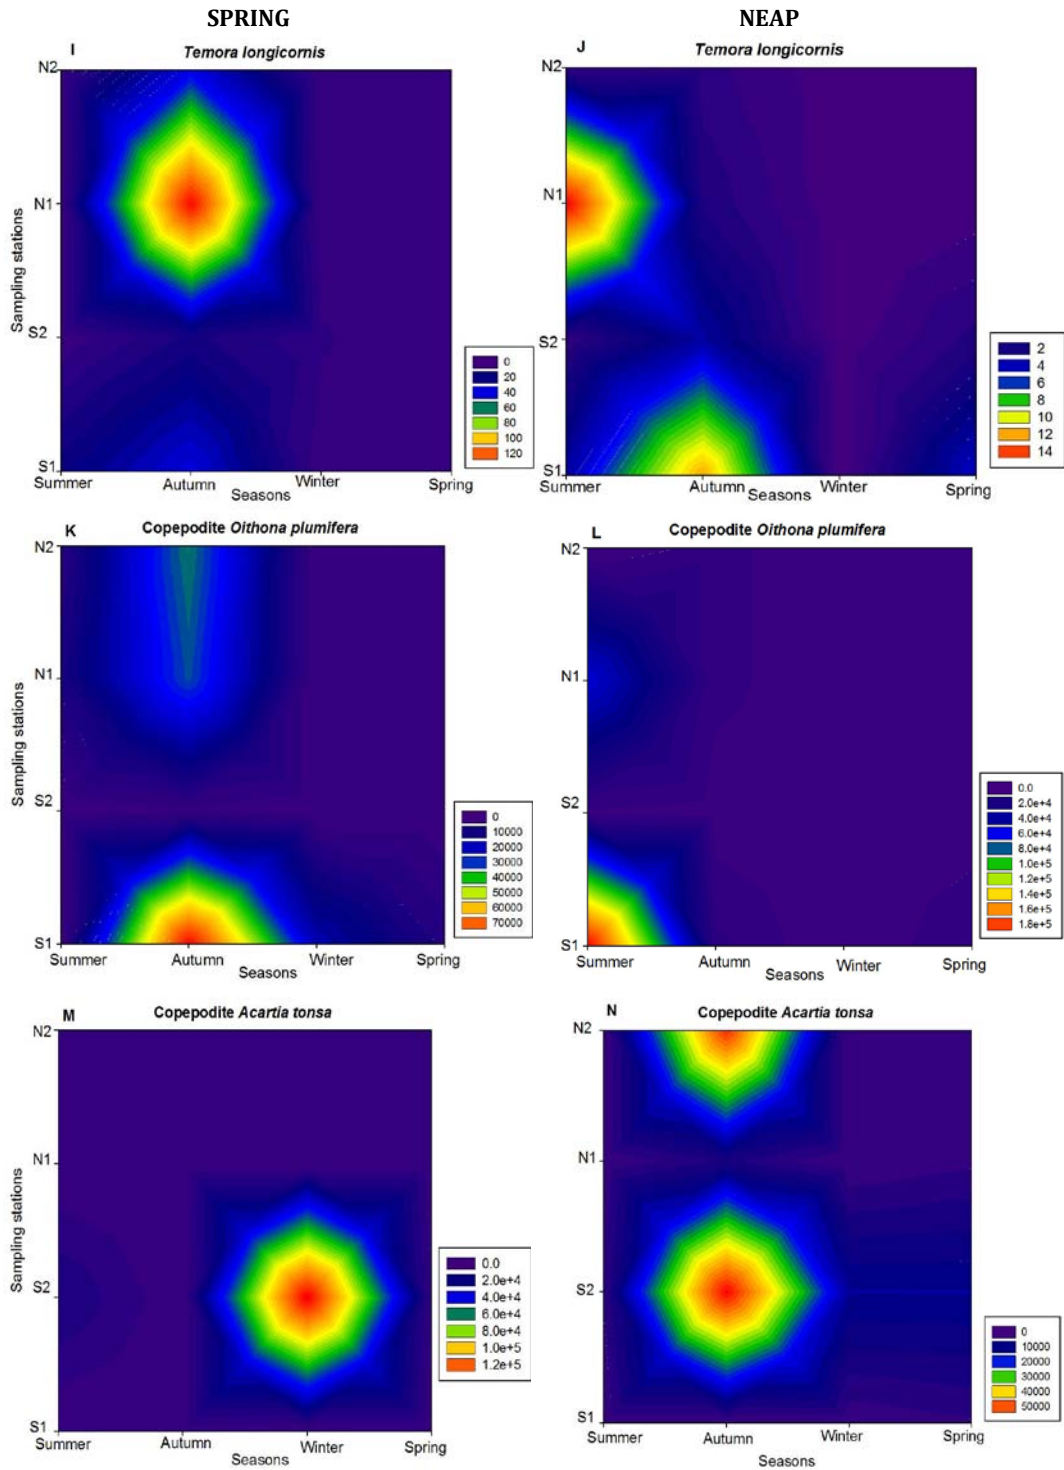 SPRING
NEAP
I
Temora longicornis
N2
N1
S2
S1
Sampling stations
Summer
Autumn
Winter
Spring
Seasons
0
20
40
60
80
100
120
J
Temora longicornis
N2
N1
S2
S1
Summer
Autumn
Winter
Spring
Seasons
2
4
6
8
10
12
14
K
Copepodite Oithona plumifera
N2
N1
S2
S1
Sampling stations
Summer
Autumn
Winter
Spring
Seasons
0
10000
20000
30000
40000
50000
60000
70000
L
Copepodite Oithona plumifera
N2
N1
S2
S1
Summer
Autumn
Winter
Spring
Seasons
0.0
2.0e+4
4.0e+4
6.0e+4
8.0e+4
1.0e+5
1.2e+5
1.4e+5
1.6e+5
1.8e+5
M
Copepodite Acartia tonsa
N2
N1
S2
S1
Sampling stations
Summer
Autumn
Winter
Spring
Seasons
0.0
2.0e+4
4.0e+4
6.0e+4
8.0e+4
1.0e+5
1.2e+5
N
Copepodite Acartia tonsa
N2
N1
S2
S1
Summer
Autumn
Winter
Spring
Seasons
0
10000
20000
30000
40000
50000